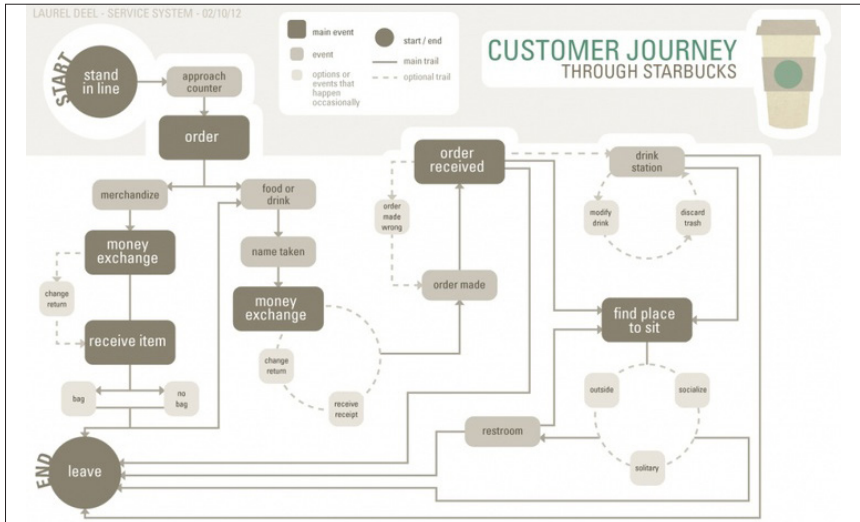 LAUREL DEEL - SERVICE SYSTEM - 02/10/12
START
stand
in line
approach
counter
order
main event
event
options or
events that
happen
occasionally
start / end
main trail
optional trail
CUSTOMER JOURNEY
THROUGH STARBUCKS
merchandize
money
exchange
change
return
receive item
bag
no
bag
END
leave
food or
drink
name taken
money
exchange
change
return
receive
receipt
order
received
order
made
wrong
order made
drink
station
modify
drink
discard
trash
find place
to sit
outside
socialize
solitary
restroom